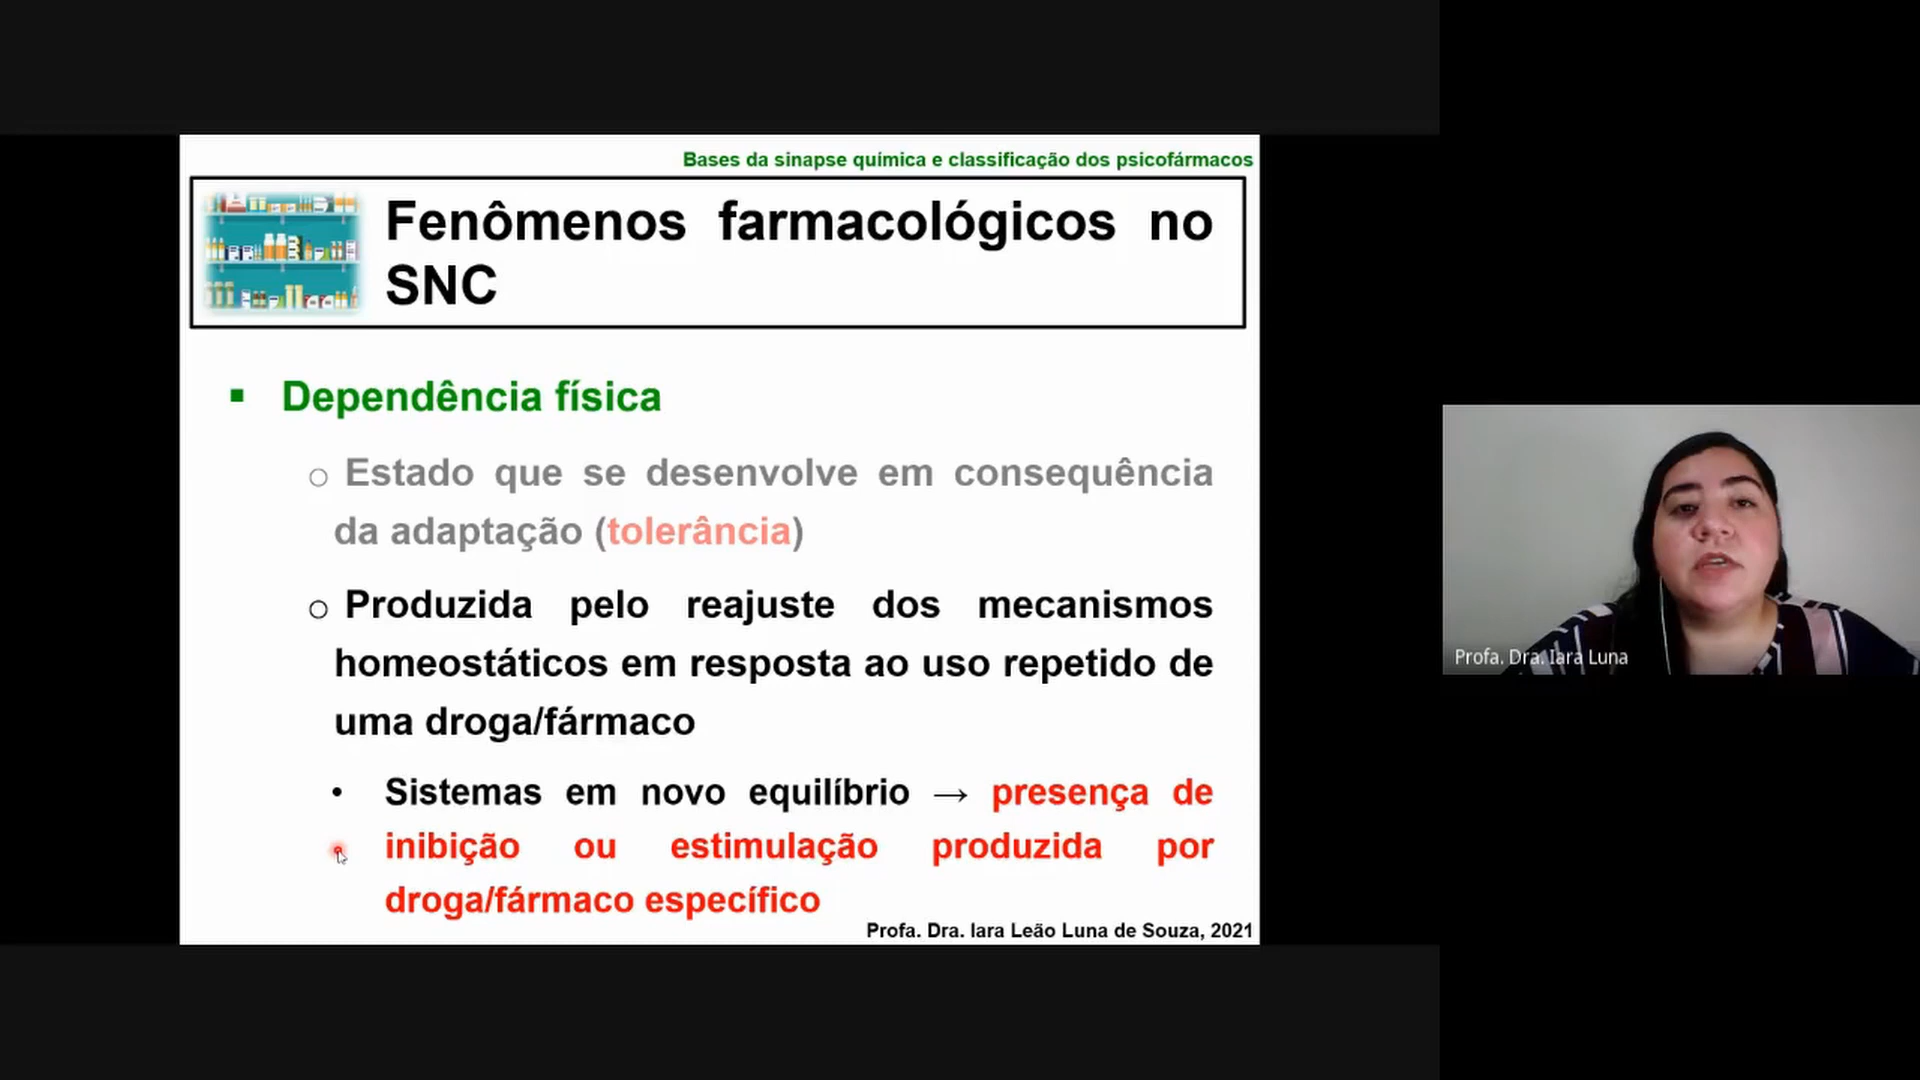 Bases da sinapse química e classificação dos psicofármacos
Fenômenos farmacológicos no
SNC
▪ Dependência física
o Estado que se desenvolve em consequência
da adaptação (tolerância)
o Produzida pelo reajuste dos mecanismos
homeostáticos em resposta ao uso repetido de
uma droga/fármaco
• Sistemas em novo equilíbrio → presença de
inibição ou estimulação produzida por
droga/fármaco específico
Profa. Dra. Iara Leão Luna de Souza, 2021
Profa. Dra. Iara Luna